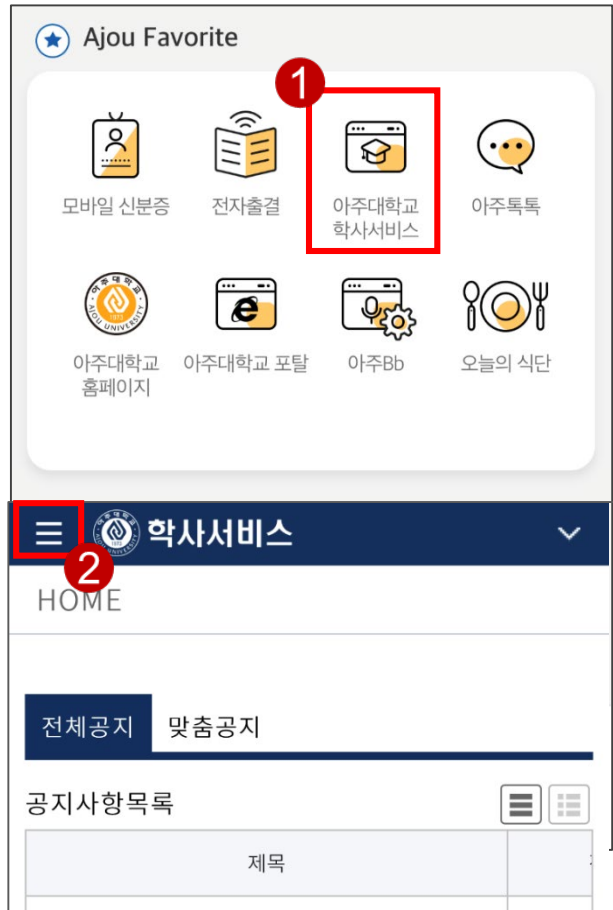 Ajou Favorite
1
모바일 신분증
전자출결
아주대학교
학사서비스
아주톡톡
아주대학교
홈페이지
아주대학교 포탈
아주Bb
오늘의 식단
학사서비스
2
HOME
전체공지 맞춤공지
공지사항목록
제목